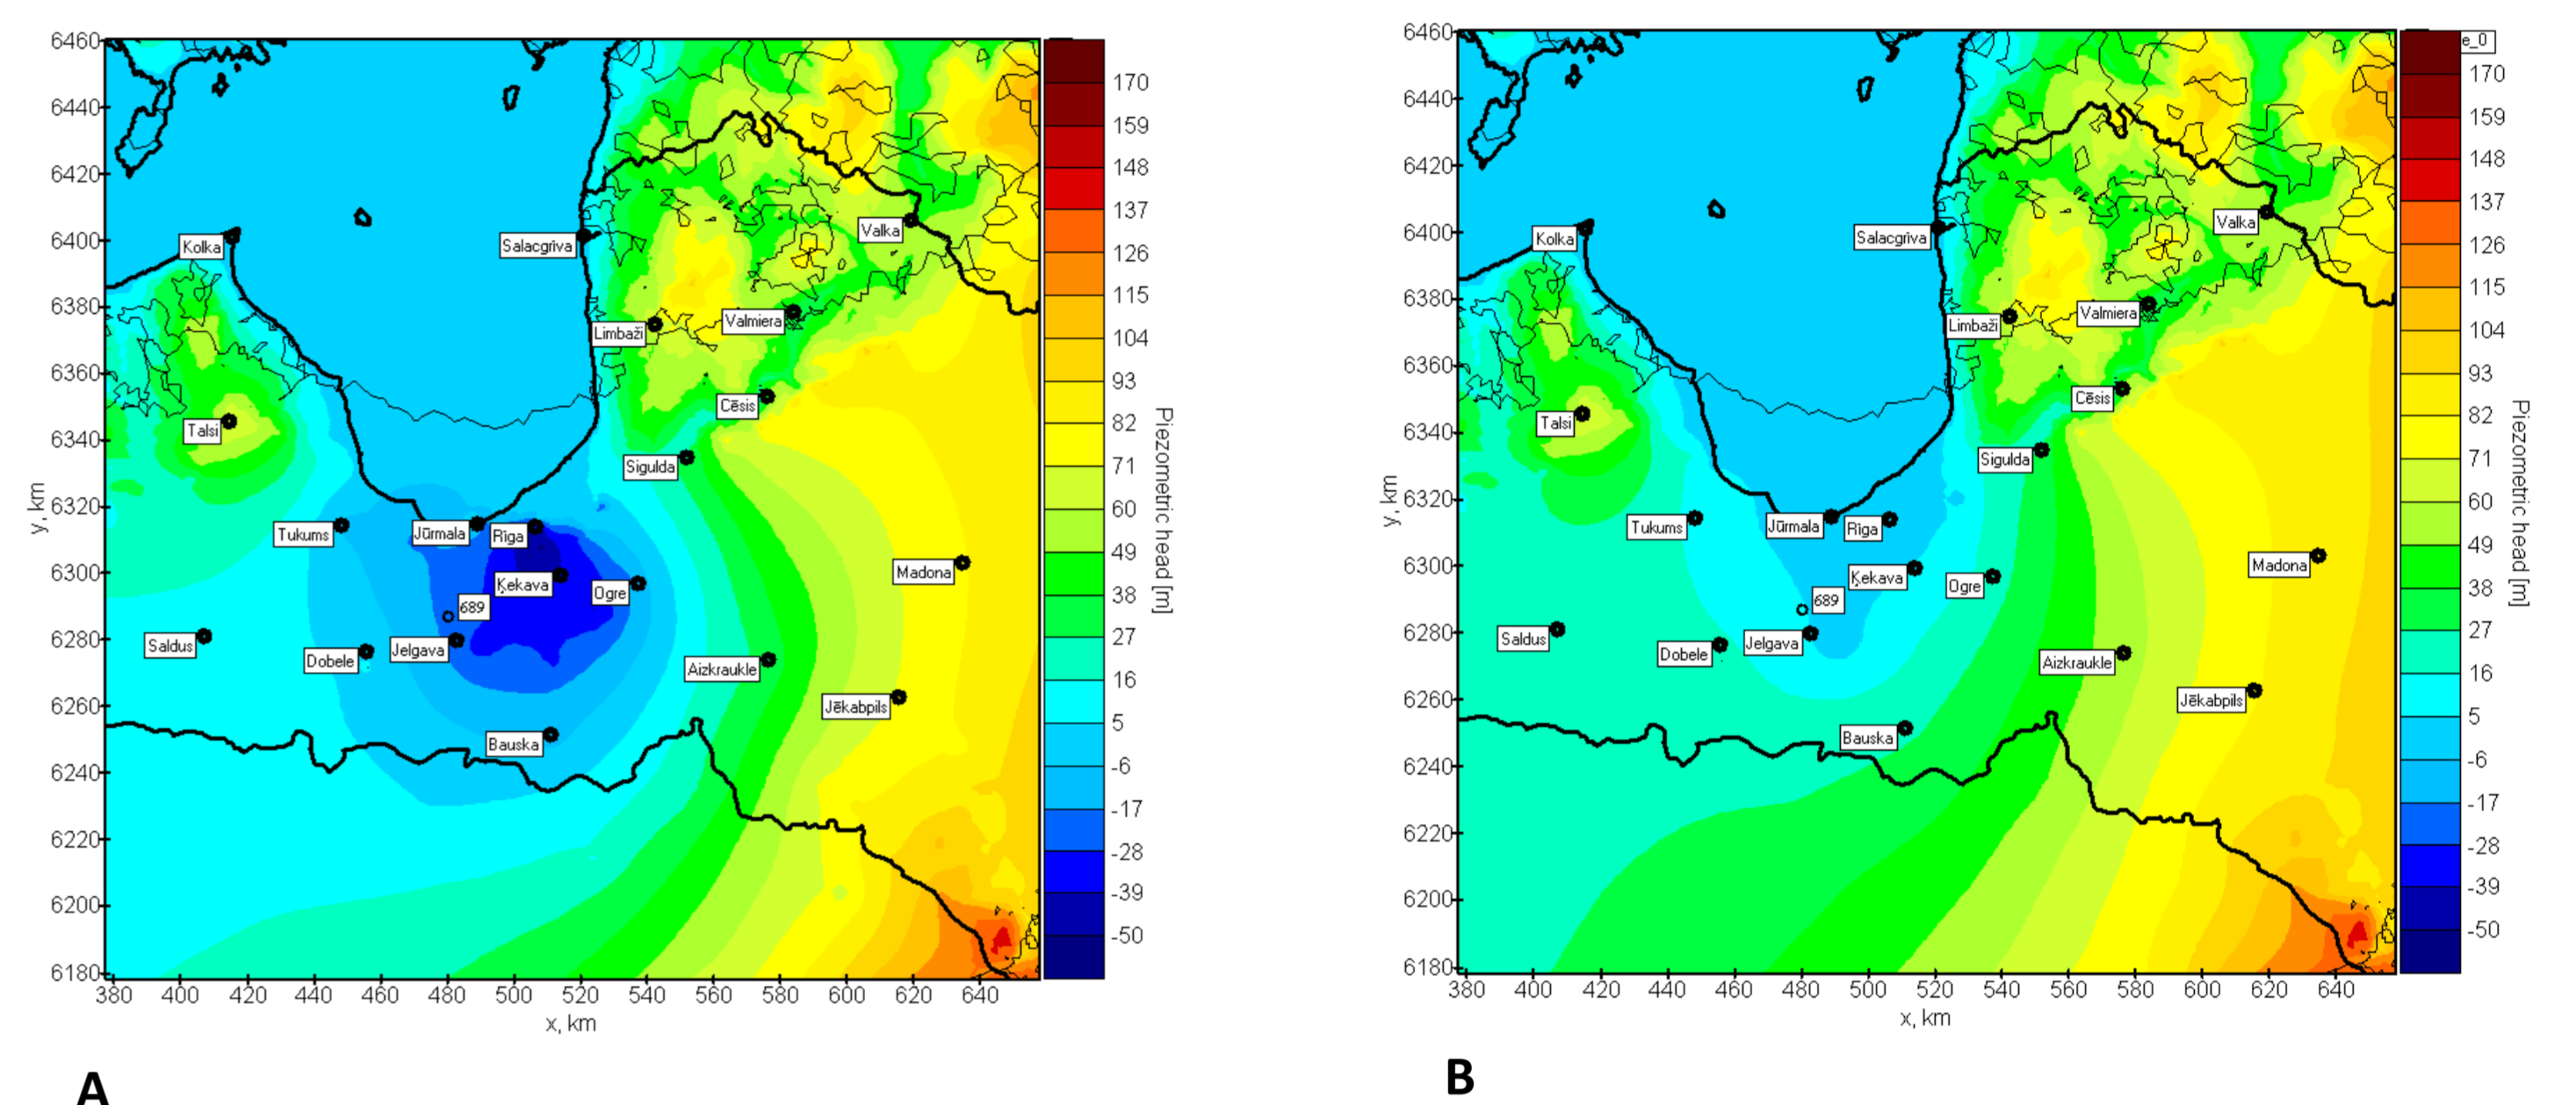 6460
6440
6420
6400
6380
6360
6340
6320
6300
6280
6260
6240
6220
6200
6180
y, km
380 400 420 440 460 480 500 520 540 560 580 600 620 640
x, km
Kolka
Salacgrīva
Valka
Limbaži
Valmiera
Cēsis
Talsi
Sigulda
Tukums
Jūrmala
Rīga
Ķekava
Ogre
Madona
689
Saldus
Dobele
Jelgava
Aizkraukle
Jēkabpils
Bauska
170
159
148
137
126
115
104
93
82
71
60
49
38
27
16
5
-6
-17
-28
-39
-50
Piezometric head [m]
A
6460
6440
6420
6400
6380
6360
6340
6320
6300
6280
6260
6240
6220
6200
6180
y, km
380 400 420 440 460 480 500 520 540 560 580 600 620 640
x, km
Kolka
Salacgrīva
Valka
Limbaži
Valmiera
Cēsis
Talsi
Sigulda
Tukums
Jūrmala
Rīga
Ķekava
Ogre
Madona
689
Saldus
Dobele
Jelgava
Aizkraukle
Jēkabpils
Bauska
e_0
170
159
148
137
126
115
104
93
82
71
60
49
38
27
16
5
-6
-17
-28
-39
-50
Piezometric head [m]
B